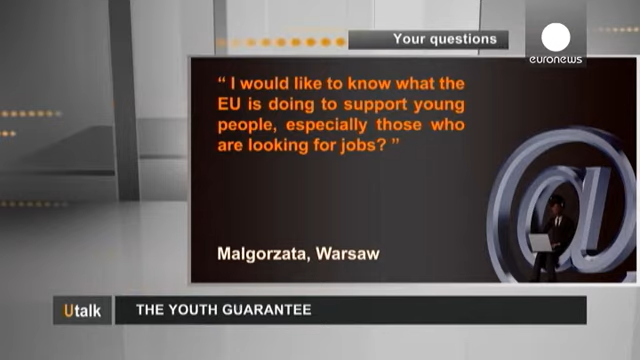 Your questions
euronews
“ I would like to know what the
EU is doing to support young
people, especially those who
are looking for jobs? ”
Malgorzata, Warsaw
Utalk
THE YOUTH GUARANTEE